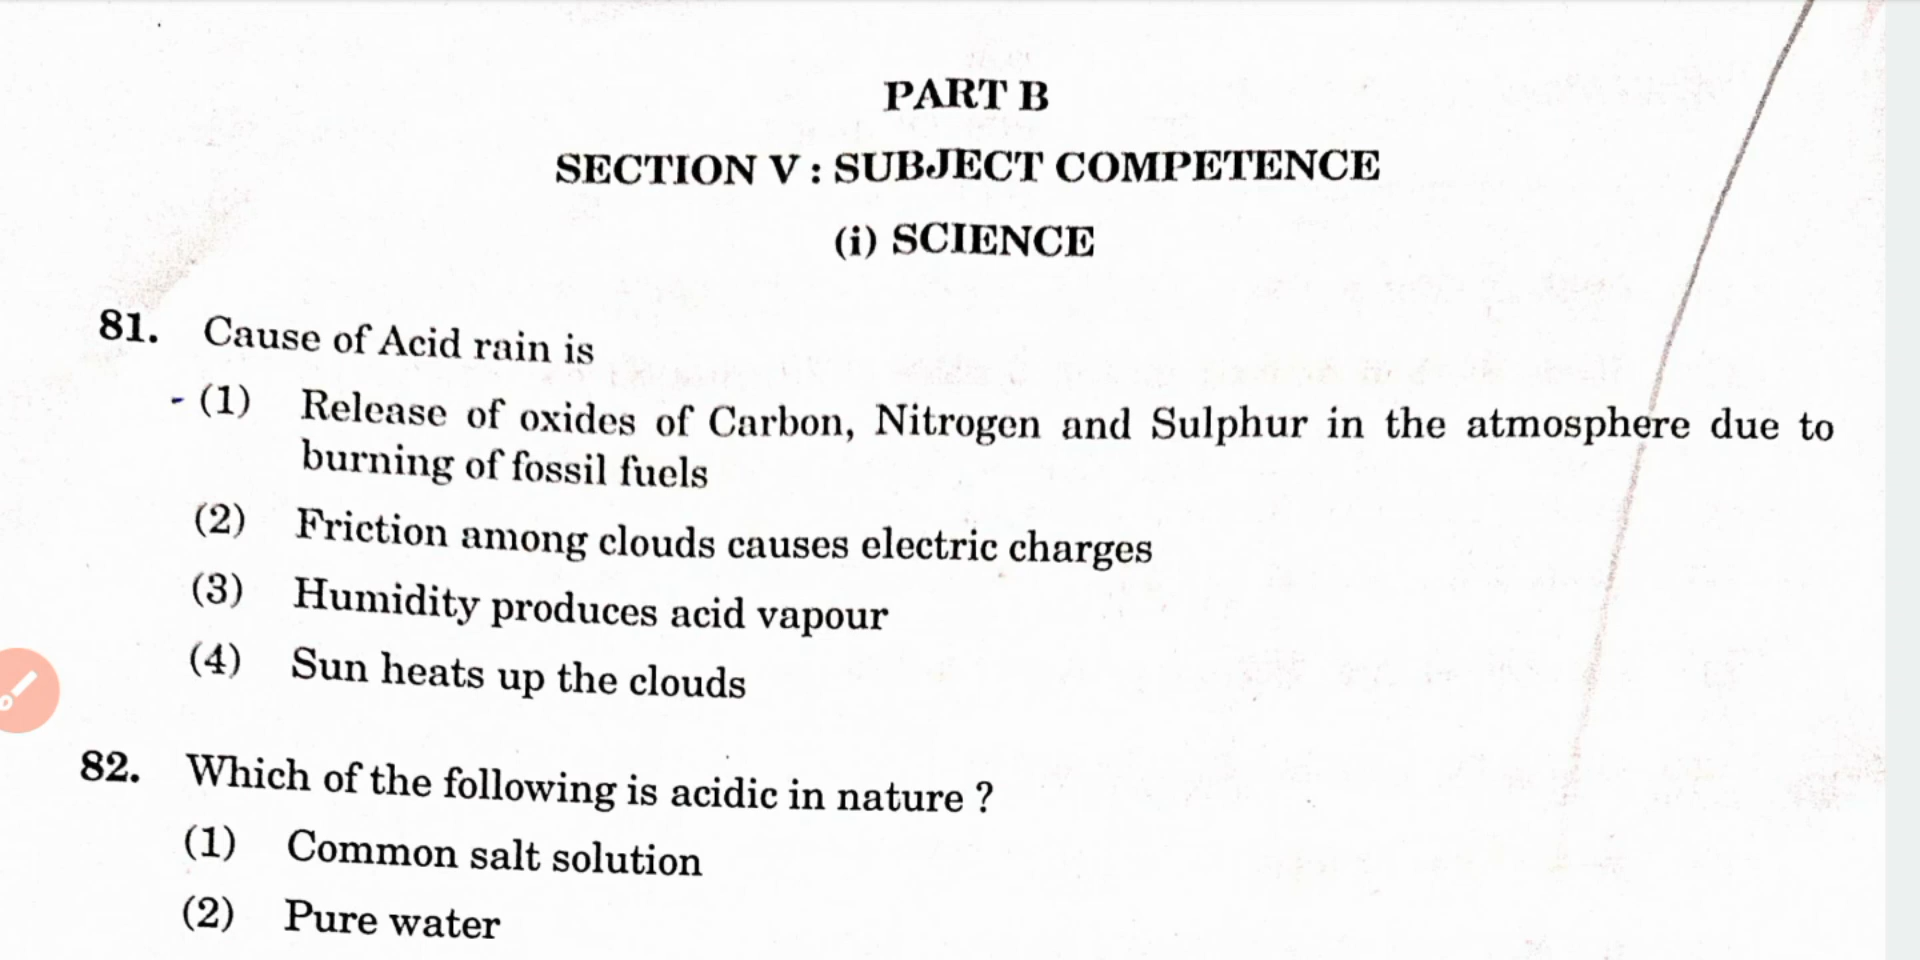 PART B
SECTION V : SUBJECT COMPETENCE
(i) SCIENCE
81. Cause of Acid rain is
- (1) Release of oxides of Carbon, Nitrogen and Sulphur in the atmosphere due to
burning of fossil fuels
(2) Friction among clouds causes electric charges
(3) Humidity produces acid vapour
(4) Sun heats up the clouds
82. Which of the following is acidic in nature ?
(1) Common salt solution
(2) Pure water